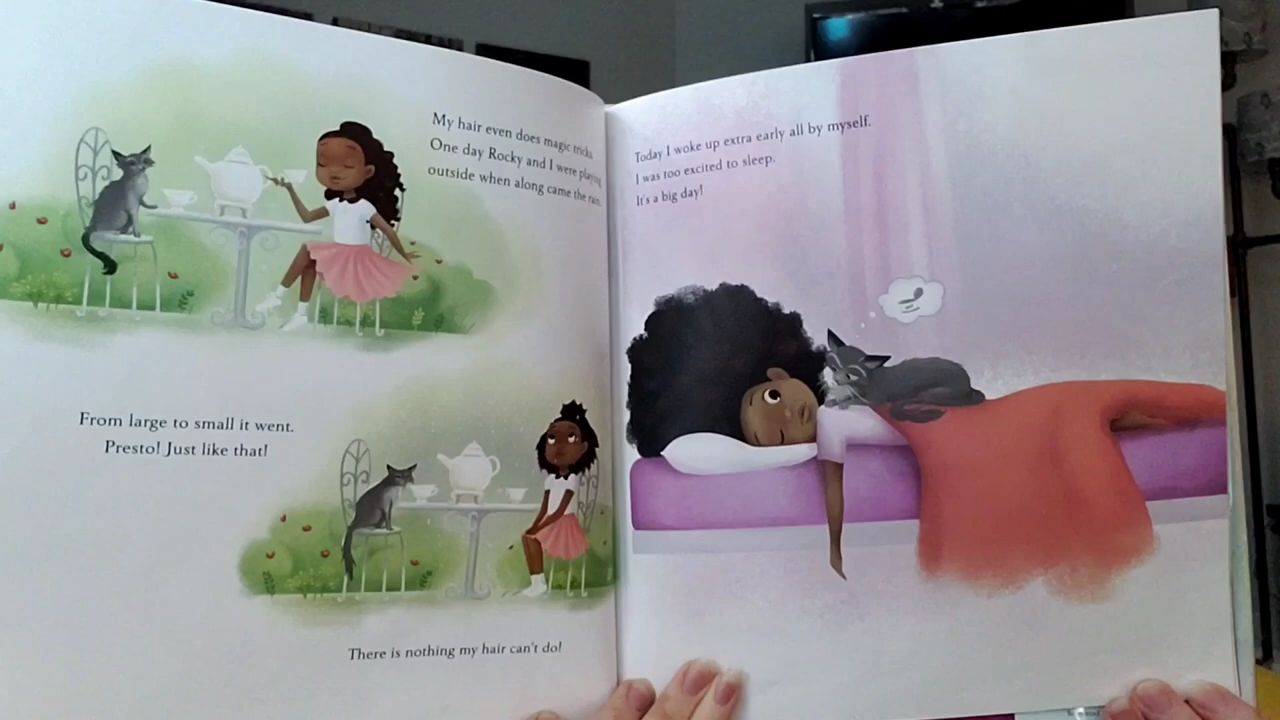 My hair even does magic tricks.
One day Rocky and I were playing
outside when along came the rain.
From large to small it went.
Presto! Just like that!
There is nothing my hair can't do!
Today I woke up extra early all by myself.
I was too excited to sleep.
It's a big day!